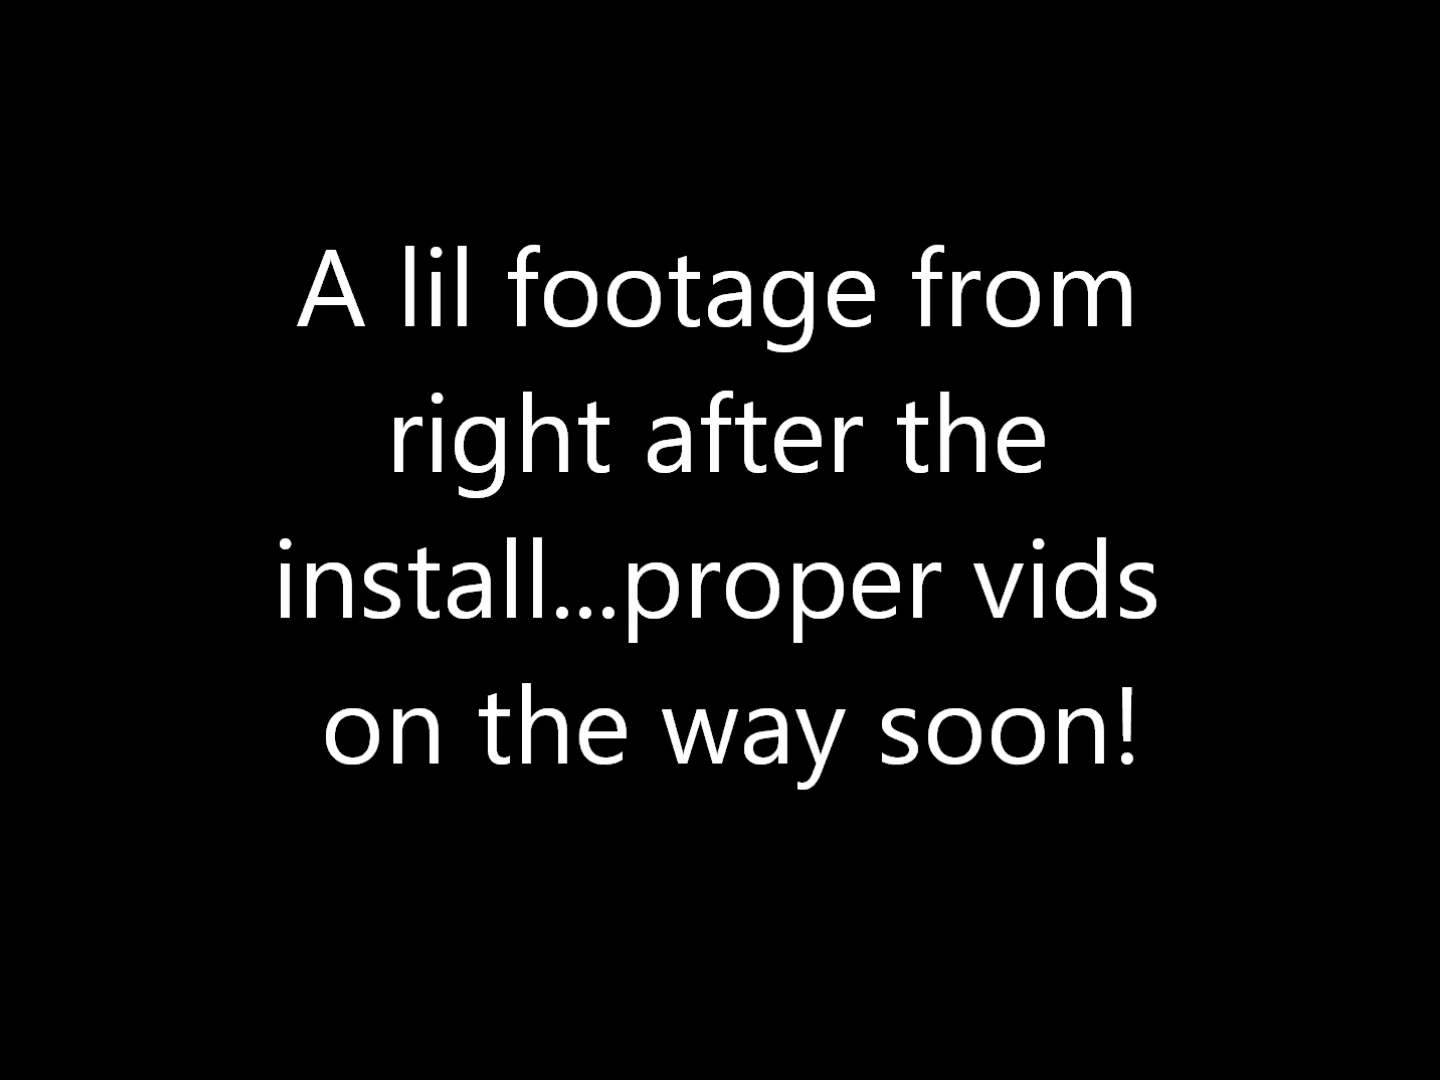 A lil footage from
right after the
install...proper vids
on the way soon!